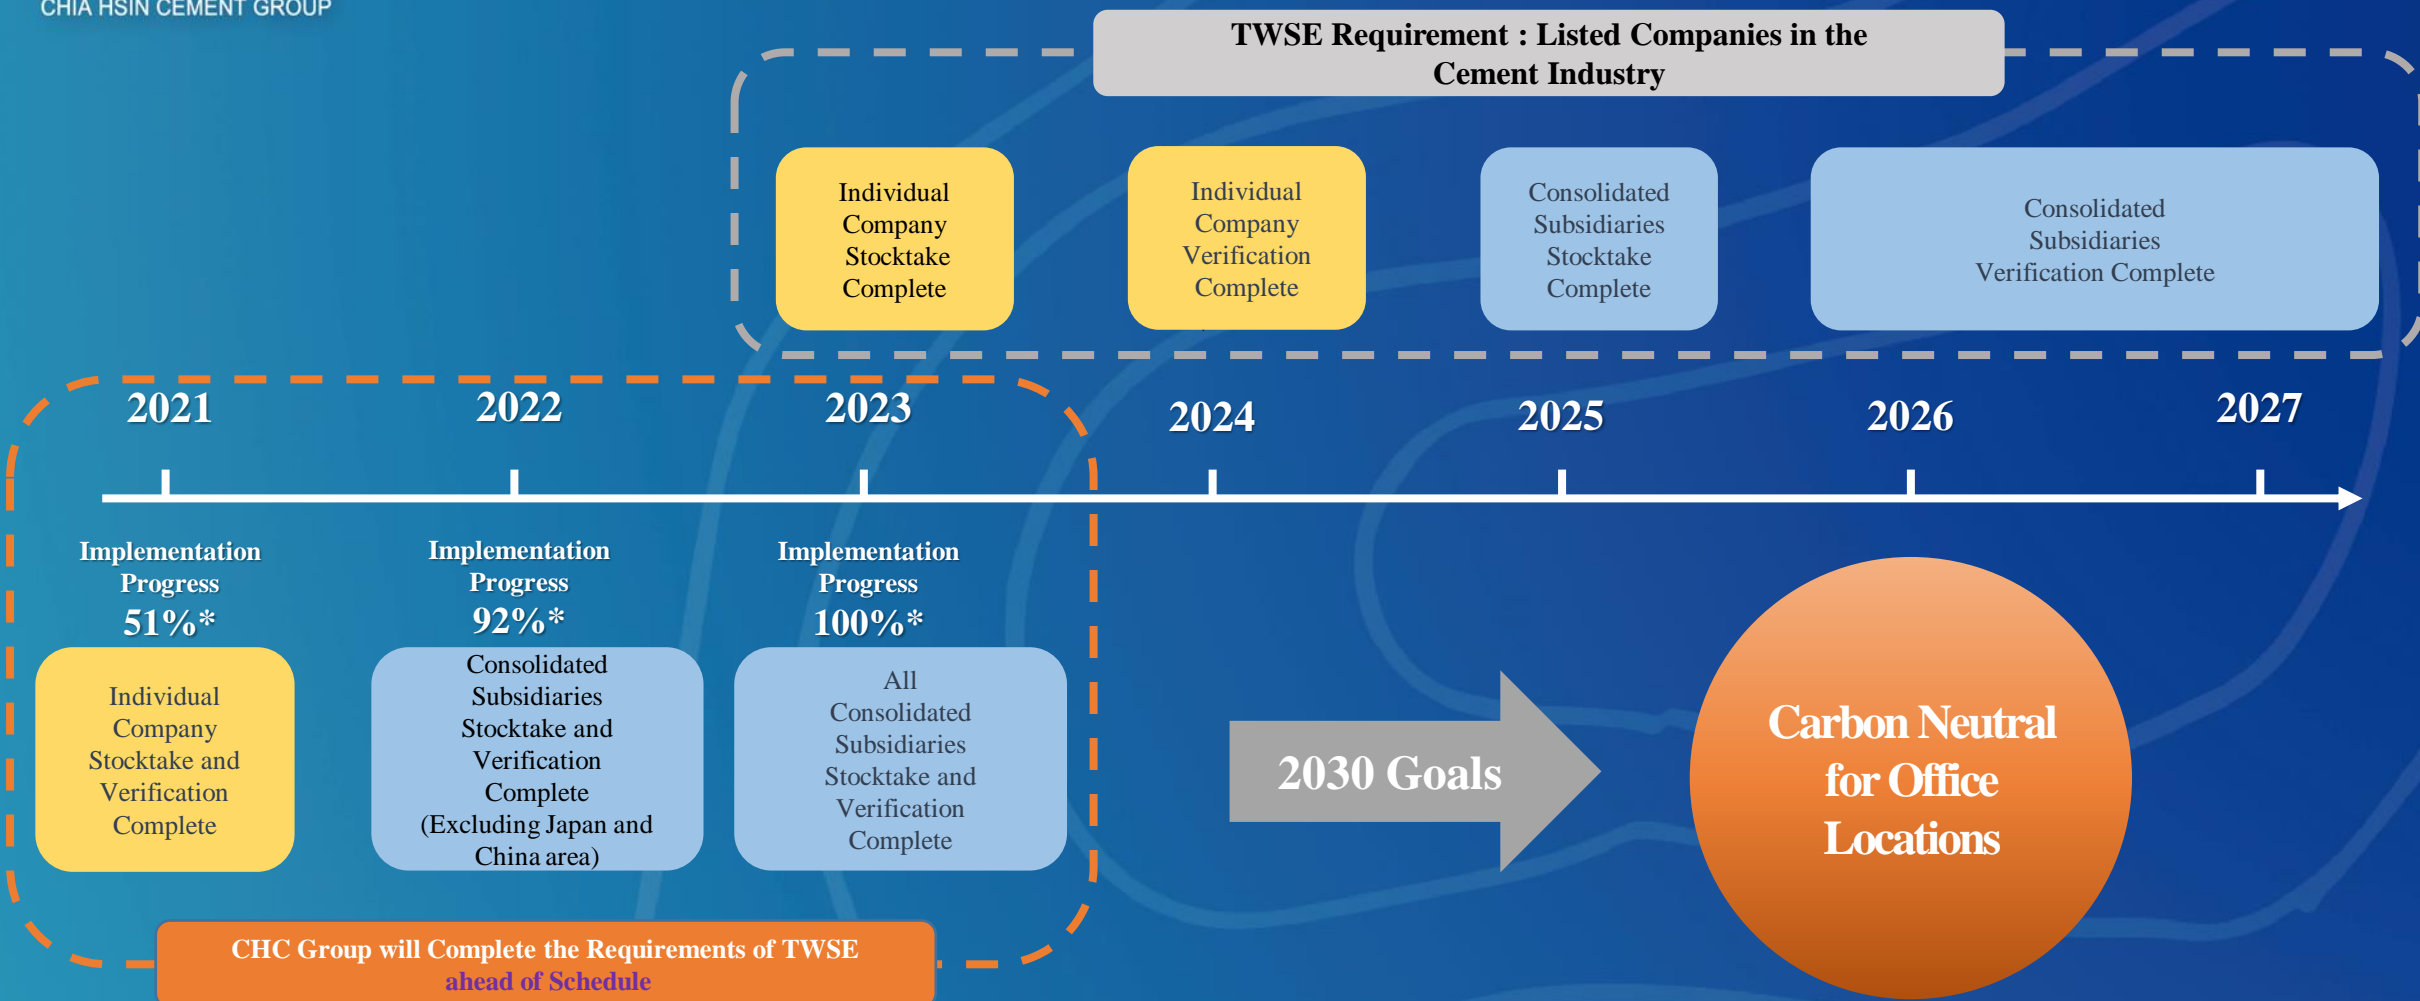 CHIA HSIN CEMENT GROUP
TWSE Requirement : Listed Companies in the
Cement Industry
Individual
Company
Stocktake
Complete
Individual
Company
Verification
Complete
Consolidated
Subsidiaries
Stocktake
Complete
Consolidated
Subsidiaries
Verification Complete
2021
2022
2023
2024
2025
2026
2027
Implementation
Progress
51%*
Implementation
Progress
92%*
Implementation
Progress
100%*
Individual
Company
Stocktake and
Verification
Complete
Consolidated
Subsidiaries
Stocktake and
Verification
Complete
(Excluding Japan and
China area)
All
Consolidated
Subsidiaries
Stocktake and
Verification
Complete
2030 Goals
Carbon Neutral
for Office
Locations
CHC Group will Complete the Requirements of TWSE
ahead of Schedule